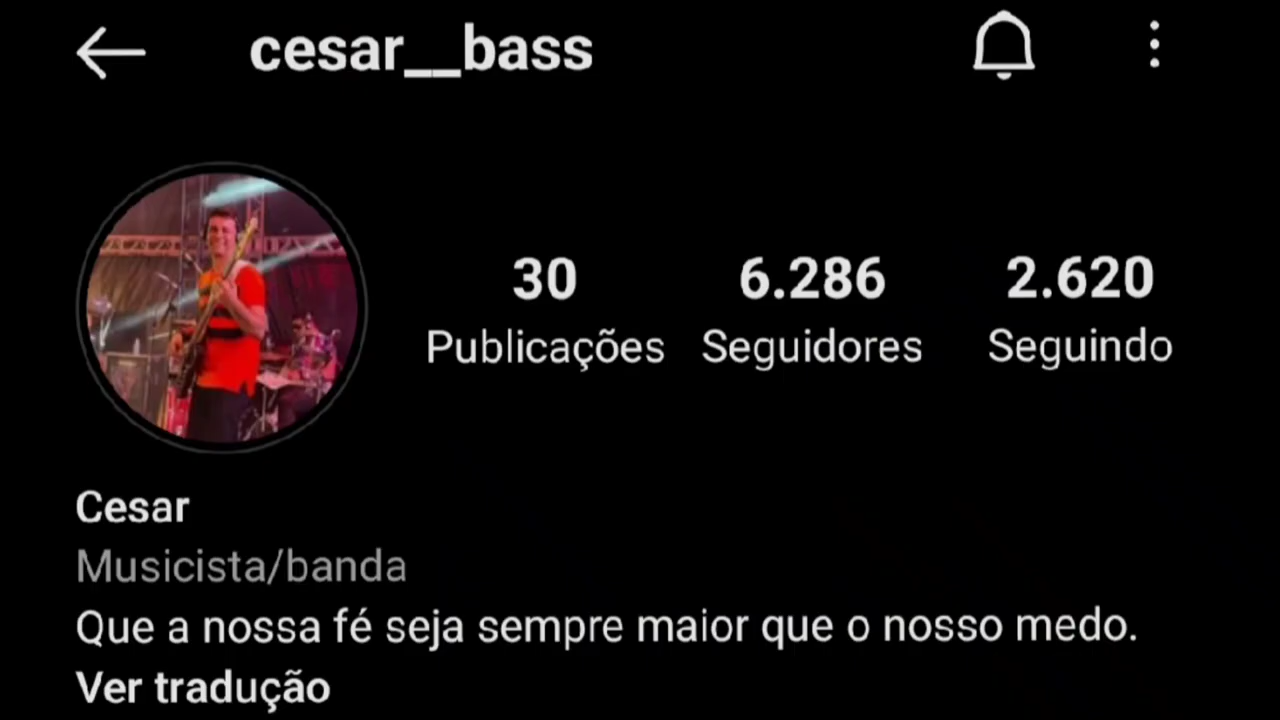 cesar__bass
30 6.286 2.620
Publicações Seguidores Seguindo
Cesar
Musicista/banda
Que a nossa fé seja sempre maior que o nosso medo.
Ver tradução